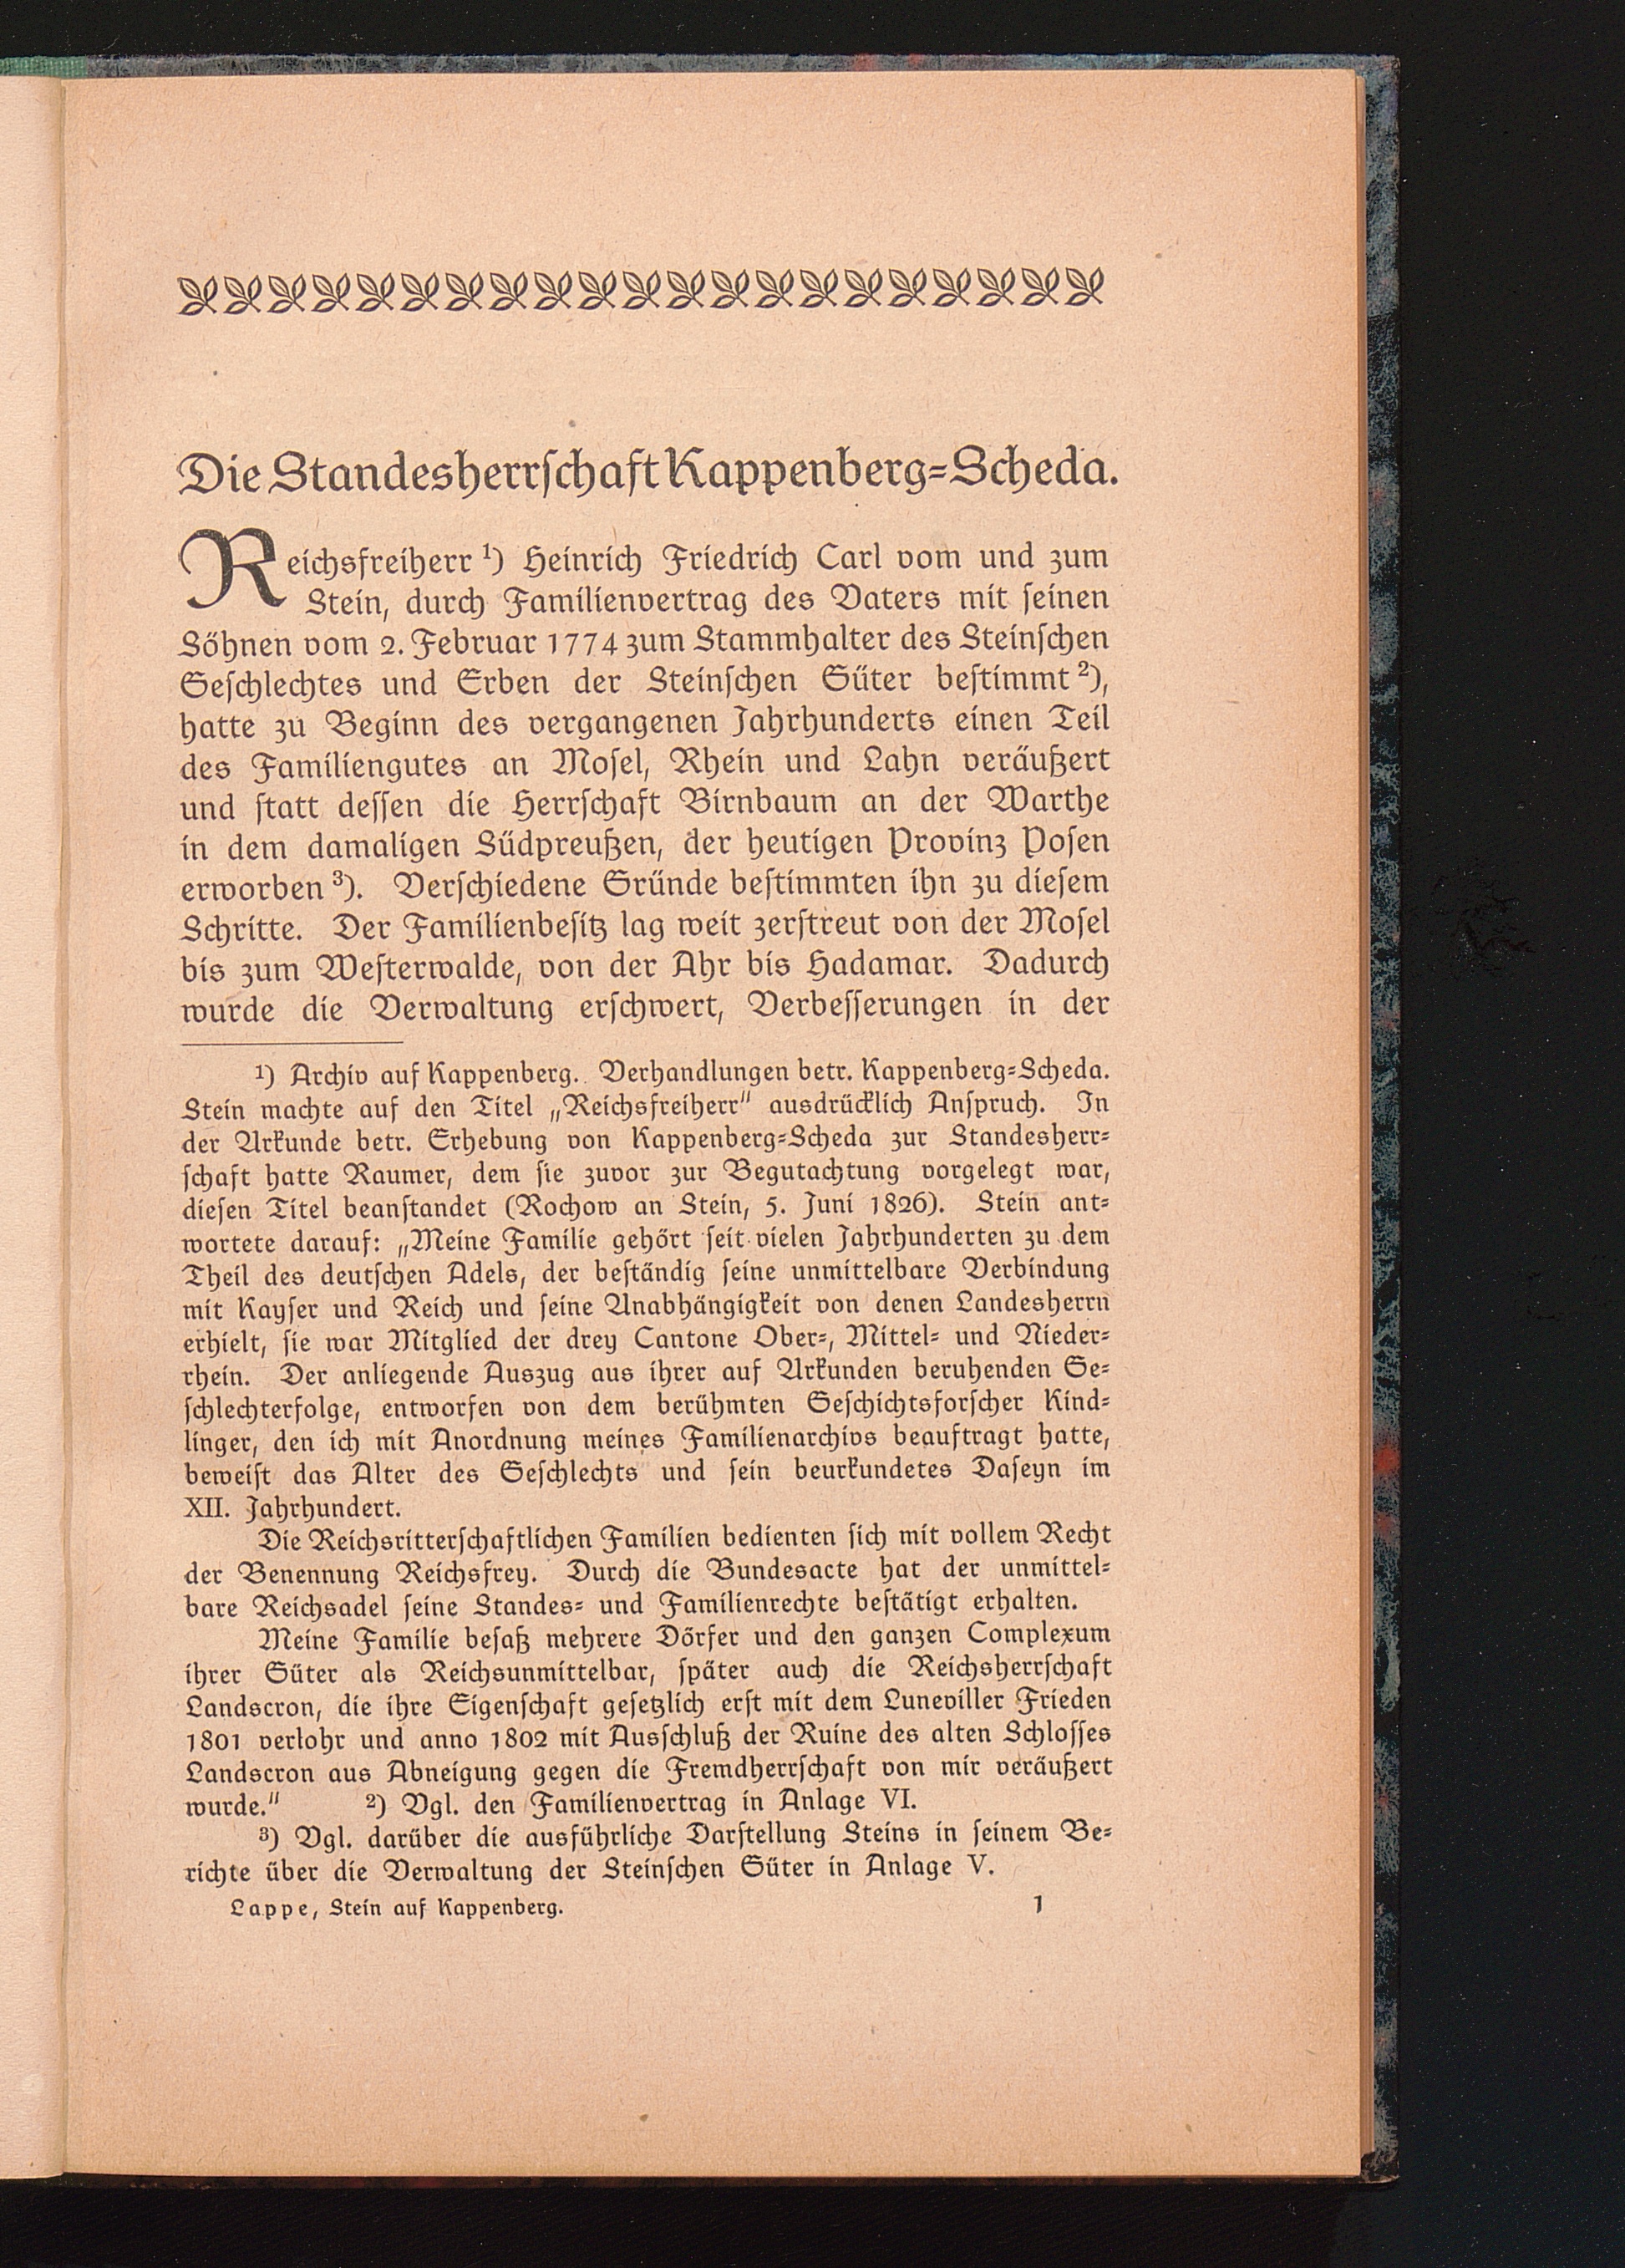 Die Standesherrschaft Kappenberg-Scheda.
Reichsfreiherr ¹) Heinrich Friedrich Carl vom und zum
Stein, durch Familienvertrag des Vaters mit seinen
Söhnen vom 2. Februar 1774 zum Stammhalter des Steinschen
Geschlechtes und Erben der Steinschen Güter bestimmt ²),
hatte zu Beginn des vergangenen Jahrhunderts einen Teil
des Familiengutes an Mosel, Rhein und Lahn veräußert
und statt dessen die Herrschaft Birnbaum an der Warthe
in dem damaligen Südpreußen, der heutigen Provinz Posen
erworben ³). Verschiedene Gründe bestimmten ihn zu diesem
Schritte. Der Familienbesitz lag weit zerstreut von der Mosel
bis zum Westerwalde, von der Ahr bis Hadamar. Dadurch
wurde die Verwaltung erschwert, Verbesserungen in der
¹) Archiv auf Kappenberg. Verhandlungen betr. Kappenberg-Scheda.
Stein machte auf den Titel „Reichsfreiherr" ausdrücklich Anspruch. In
der Urkunde betr. Erhebung von Kappenberg-Scheda zur Standesherr-
schaft hatte Raumer, dem sie zuvor zur Begutachtung vorgelegt war,
diesen Titel beanstandet (Rochow an Stein, 5. Juni 1826). Stein ant-
wortete darauf: „Meine Familie gehört seit vielen Jahrhunderten zu dem
Theil des deutschen Adels, der beständig seine unmittelbare Verbindung
mit Kayser und Reich und seine Unabhängigkeit von denen Landesherrn
erhielt, sie war Mitglied der drey Cantone Ober-, Mittel- und Nieder-
rhein. Der anliegende Auszug aus ihrer auf Urkunden beruhenden Ge-
schlechterfolge, entworfen von dem berühmten Geschichtsforscher Kind-
linger, den ich mit Anordnung meines Familienarchivs beauftragt hatte,
beweist das Alter des Geschlechts und sein beurkundetes Daseyn im
XII. Jahrhundert.
Die Reichsritterschaftlichen Familien bedienten sich mit vollem Recht
der Benennung Reichsfrey. Durch die Bundesacte hat der unmittel-
bare Reichsadel seine Standes- und Familienrechte bestätigt erhalten.
Meine Familie besaß mehrere Dörfer und den ganzen Complexum
ihrer Güter als Reichsunmittelbar, später auch die Reichsherrschaft
Landscron, die ihre Eigenschaft gesetzlich erst mit dem Luneviller Frieden
1801 verlohr und anno 1802 mit Ausschluß der Ruine des alten Schlosses
Landscron aus Abneigung gegen die Fremdherrschaft von mir veräußert
wurde." ²) Vgl. den Familienvertrag in Anlage VI.
³) Vgl. darüber die ausführliche Darstellung Steins in seinem Be-
richte über die Verwaltung der Steinschen Güter in Anlage V.
Lappe, Stein auf Kappenberg. 1